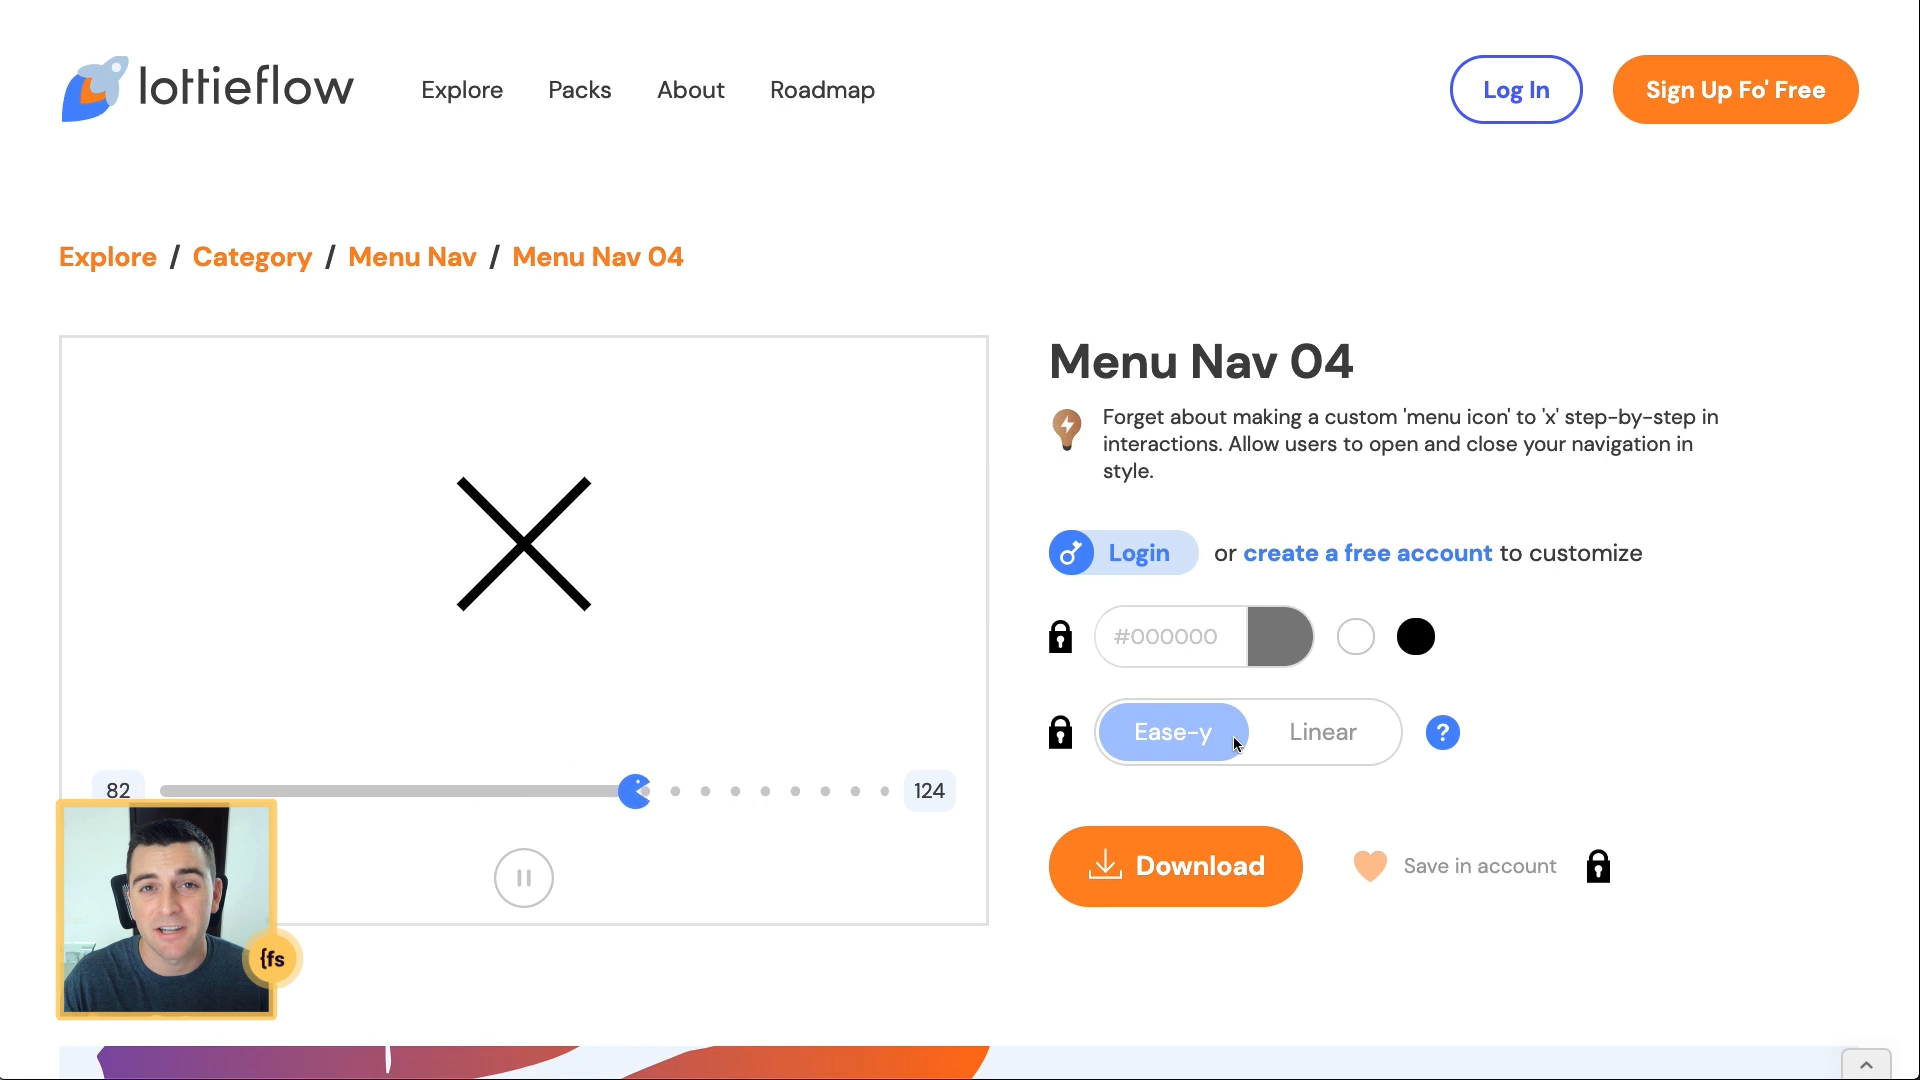 lottieflow
Explore
Packs
About
Roadmap
Log In
Sign Up Fo' Free
Explore / Category / Menu Nav / Menu Nav 04
Menu Nav 04
Forget about making a custom 'menu icon' to 'x' step-by-step in
interactions. Allow users to open and close your navigation in
style.
Login or create a free account to customize
#000000
Ease-y
Linear
?
82
124
Download
Save in account
{fs